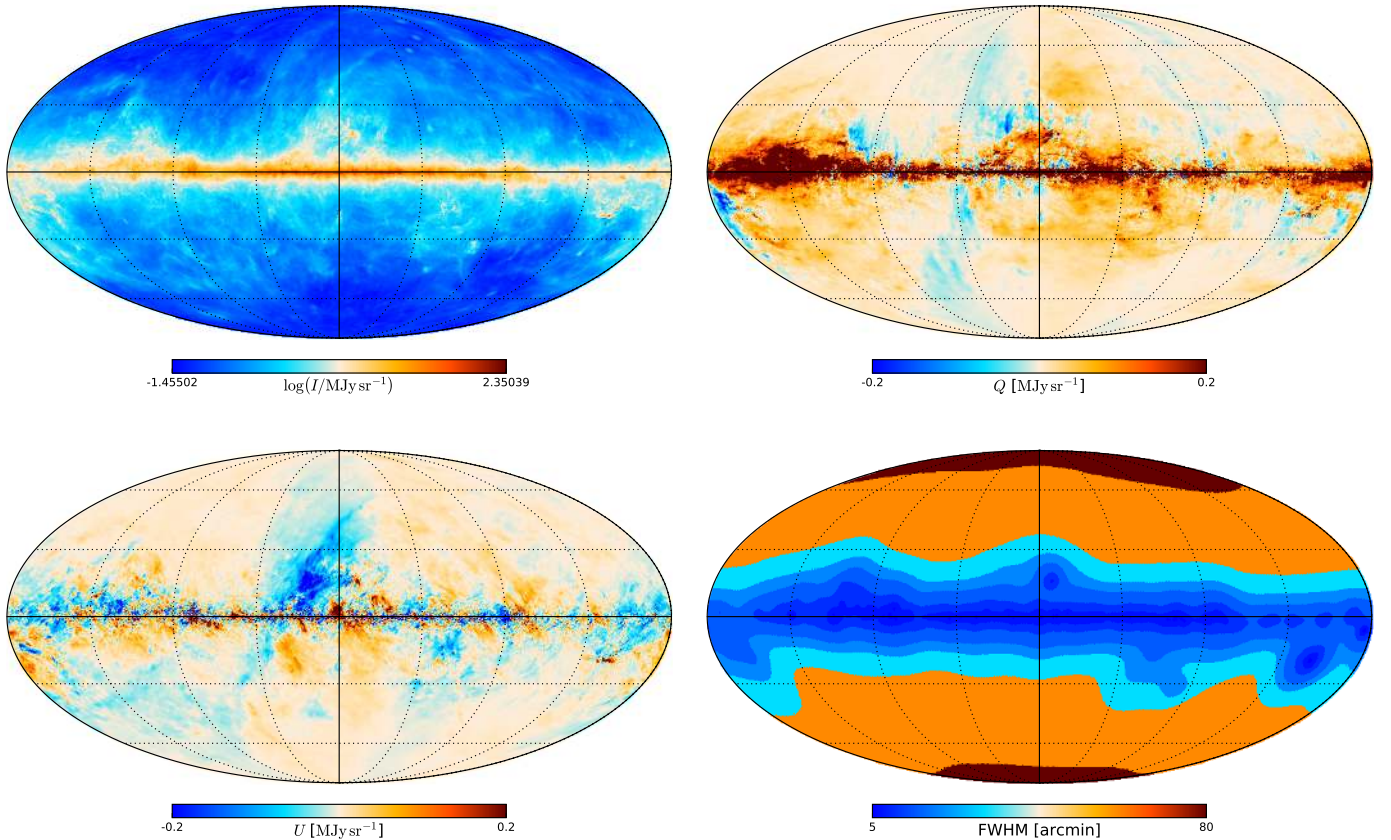 -1.45502 2.35039
log(I/MJy sr⁻¹)
-0.2 0.2
Q [MJy sr⁻¹]
-0.2 0.2
U [MJy sr⁻¹]
5 80
FWHM [arcmin]